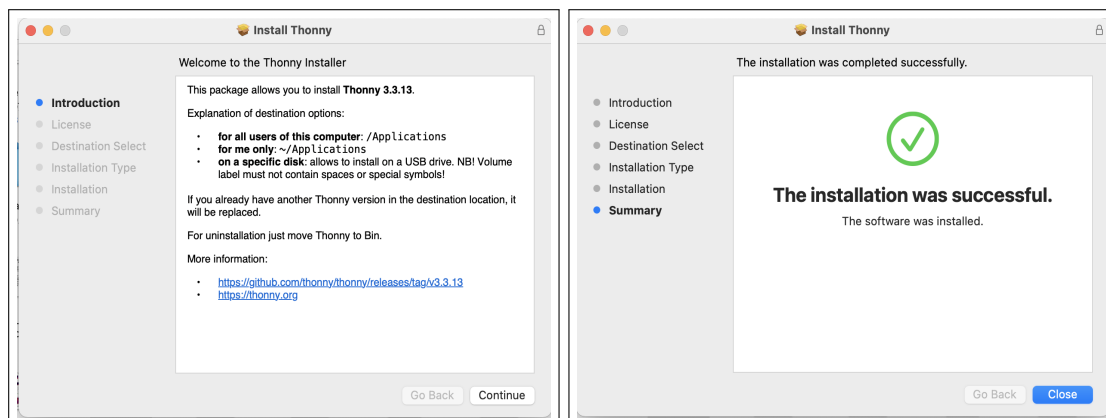 Install Thonny
Welcome to the Thonny Installer
Introduction
License
Destination Select
Installation Type
Installation
Summary
This package allows you to install Thonny 3.3.13.
Explanation of destination options:
• for all users of this computer: /Applications
• for me only: ~/Applications
• on a specific disk: allows to install on a USB drive. NB! Volume
label must not contain spaces or special symbols!
If you already have another Thonny version in the destination location, it
will be replaced.
For uninstallation just move Thonny to Bin.
More information:
• https://github.com/thonny/thonny/releases/tag/v3.3.13
• https://thonny.org
Go Back
Continue
Install Thonny
The installation was completed successfully.
Introduction
License
Destination Select
Installation Type
Installation
Summary
The installation was successful.
The software was installed.
Go Back
Close